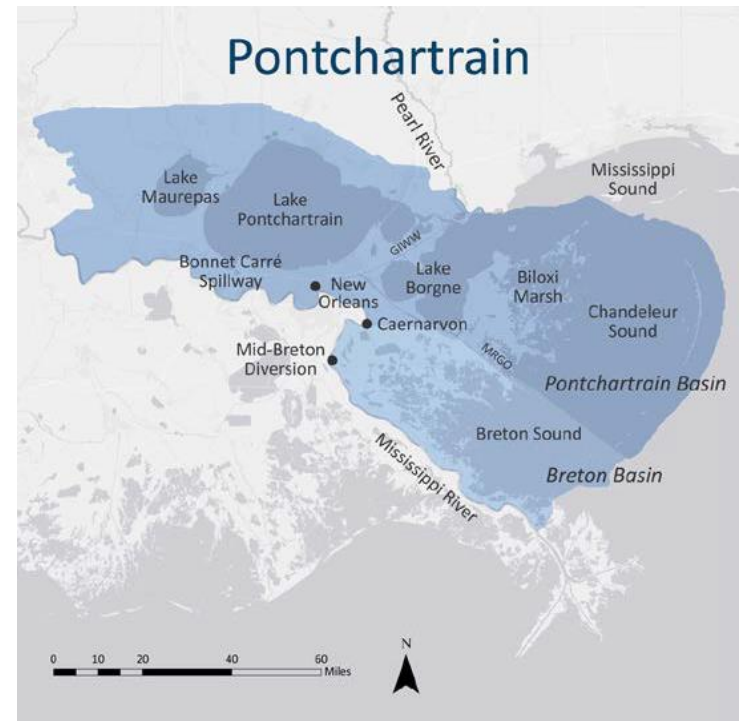 Pontchartrain
Pearl River
Mississippi
Sound
Lake
Maurepas
Lake
Pontchartrain
GIWW
Bonnet Carré
Spillway
New
Orleans
Lake
Borgne
Biloxi
Marsh
Chandeleur
Sound
Caernarvon
Mid-Breton
Diversion
MRGO
Pontchartrain Basin
Breton Sound
Breton Basin
Mississippi River
N
0 10 20 40 60
Miles